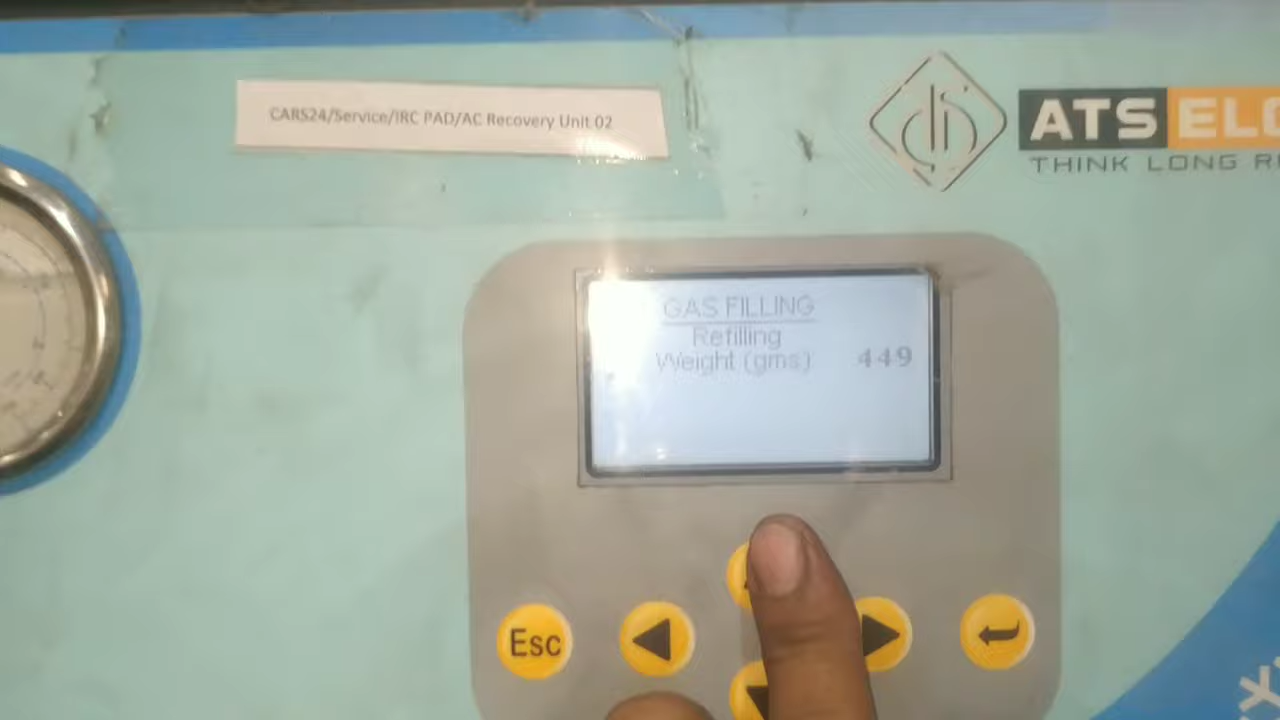 CARS24/Service/IRC PAD/AC Recovery Unit 02
ATS ELG
THINK LONG
GAS FILLING
Refilling
Weight (gms) 449
Esc